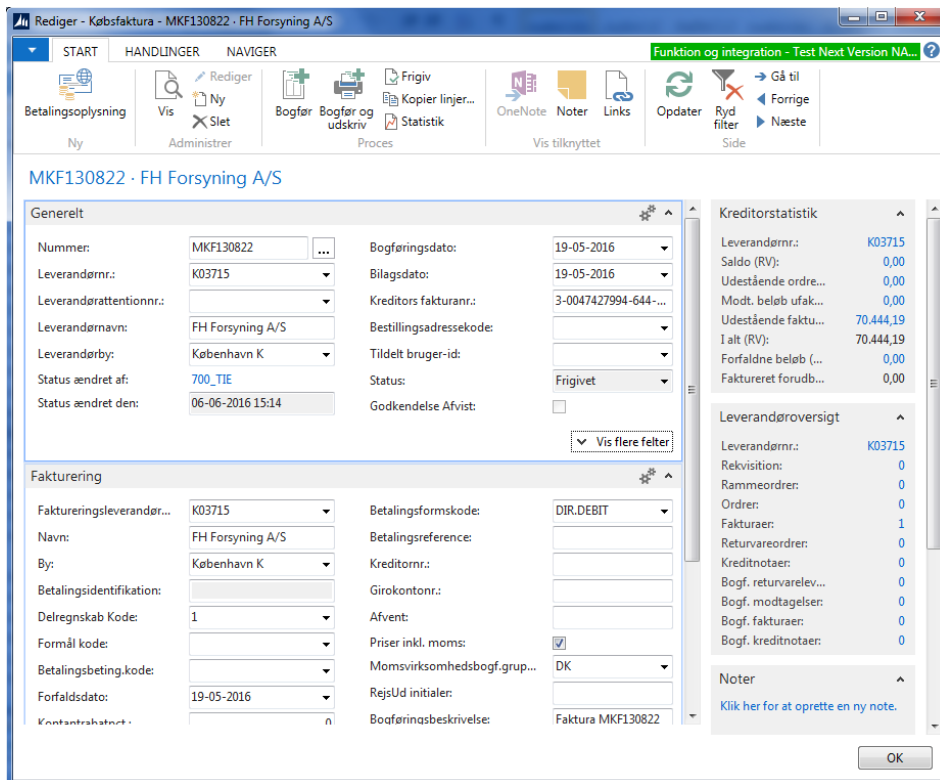 Rediger - Købsfaktura - MKF130822 · FH Forsyning A/S
START HANDLINGER NAVIGER
Funktion og integration - Test Next Version NA...
Betalingsoplysning
Vis
Rediger
Ny
Slet
Bogfør
Bogfør og udskriv
Frigiv
Kopier linjer...
Statistik
OneNote
Noter
Links
Opdater
Ryd filter
Gå til
Forrige
Næste
Ny
Administrer
Proces
Vis tilknyttet
Side
MKF130822 · FH Forsyning A/S
Generelt
Nummer: MKF130822 ...
Leverandørnr.: K03715
Leverandørattentionnr.:
Leverandørnavn: FH Forsyning A/S
Leverandørby: København K
Status ændret af: 700_TIE
Status ændret den: 06-06-2016 15:14
Bogføringsdato: 19-05-2016
Bilagsdato: 19-05-2016
Kreditors fakturanr.: 3-0047427994-644-...
Bestillingsadressekode:
Tildelt bruger-id:
Status: Frigivet
Godkendelse Afvist:
Vis flere felter
Fakturering
Faktureringsleverandør... K03715
Navn: FH Forsyning A/S
By: København K
Betalingsidentifikation:
Delregnskab Kode: 1
Formål kode:
Betalingsbeting.kode:
Forfaldsdato: 19-05-2016
Kontantrabatpct.: 0
Betalingsformskode: DIR.DEBIT
Betalingsreference:
Kreditornr.:
Girokontonr.:
Afvent:
Priser inkl. moms:
Momsvirksomhedsbogf.grup... DK
RejsUd initialer:
Bogføringsbeskrivelse: Faktura MKF130822
Kreditorstatistik
Leverandørnr.: K03715
Saldo (RV): 0,00
Udestående ordre... 0,00
Modt. beløb ufak... 0,00
Udestående faktu... 70.444,19
I alt (RV): 70.444,19
Forfaldne beløb (... 0,00
Faktureret forudb... 0,00
Leverandøroversigt
Leverandørnr.: K03715
Rekvisition: 0
Rammeordrer: 0
Ordrer: 0
Fakturaer: 1
Returvareordrer: 0
Kreditnotaer: 0
Bogf. returvarelev... 0
Bogf. modtagelser: 0
Bogf. fakturaer: 0
Bogf. kreditnotaer: 0
Noter
Klik her for at oprette en ny note.
OK